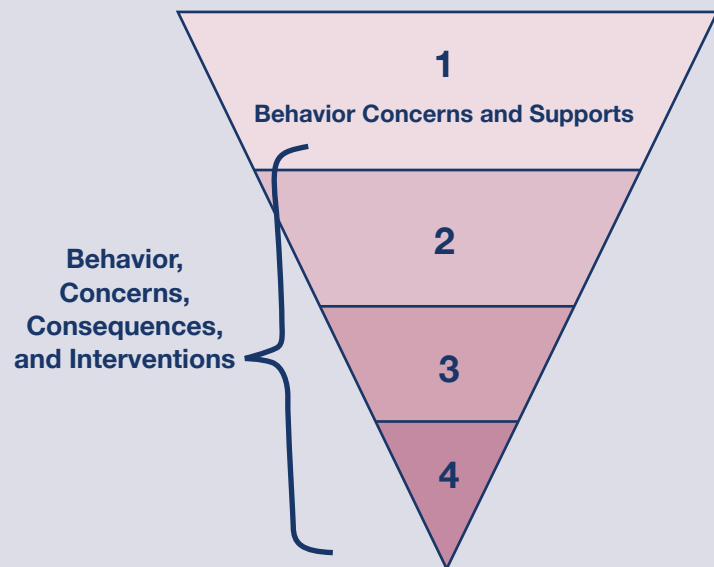 1
Behavior Concerns and Supports
2
Behavior,
Concerns,
Consequences,
and Interventions
3
4